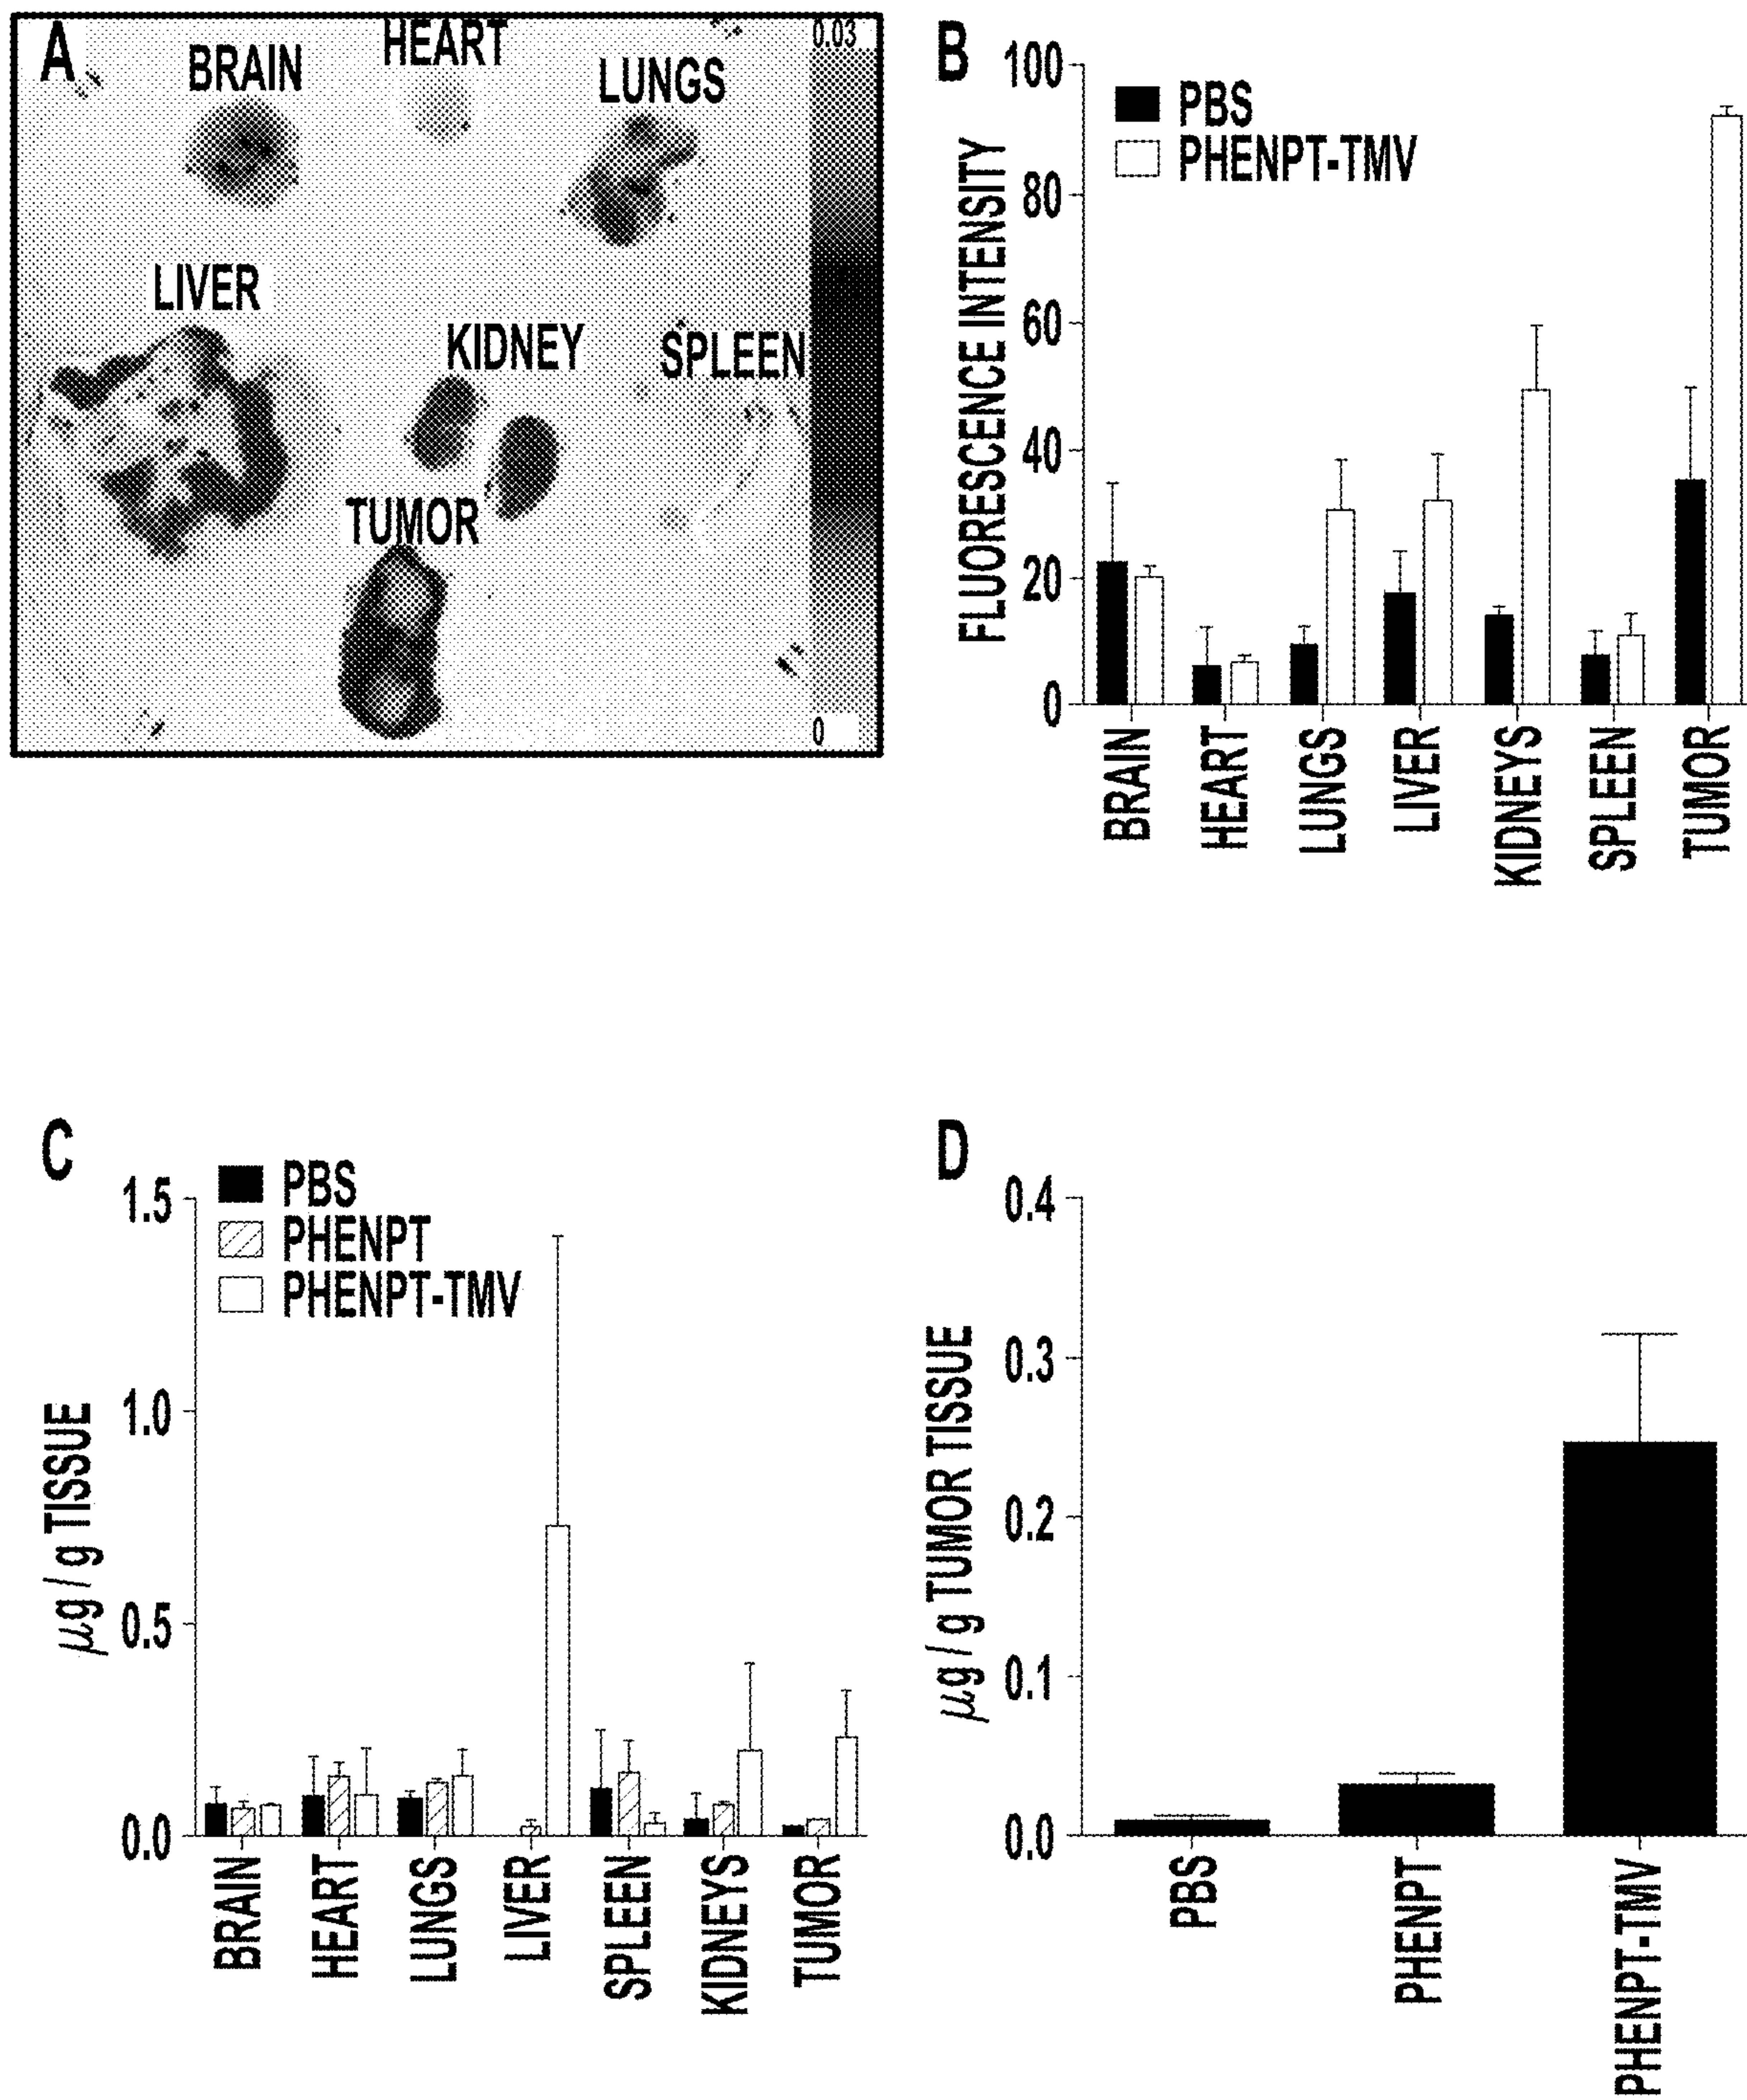 A
BRAIN
HEART
LUNGS
0.03
LIVER
KIDNEY
SPLEEN
TUMOR
0
B
FLUORESCENCE INTENSITY
100
80
60
40
20
0
PBS
PHENPT-TMV
BRAIN
HEART
LUNGS
LIVER
KIDNEYS
SPLEEN
TUMOR
C
μg / g TISSUE
1.5
1.0
0.5
0.0
PBS
PHENPT
PHENPT-TMV
BRAIN
HEART
LUNGS
LIVER
SPLEEN
KIDNEYS
TUMOR
D
μg / g TUMOR TISSUE
0.4
0.3
0.2
0.1
0.0
PBS
PHENPT
PHENPT-TMV